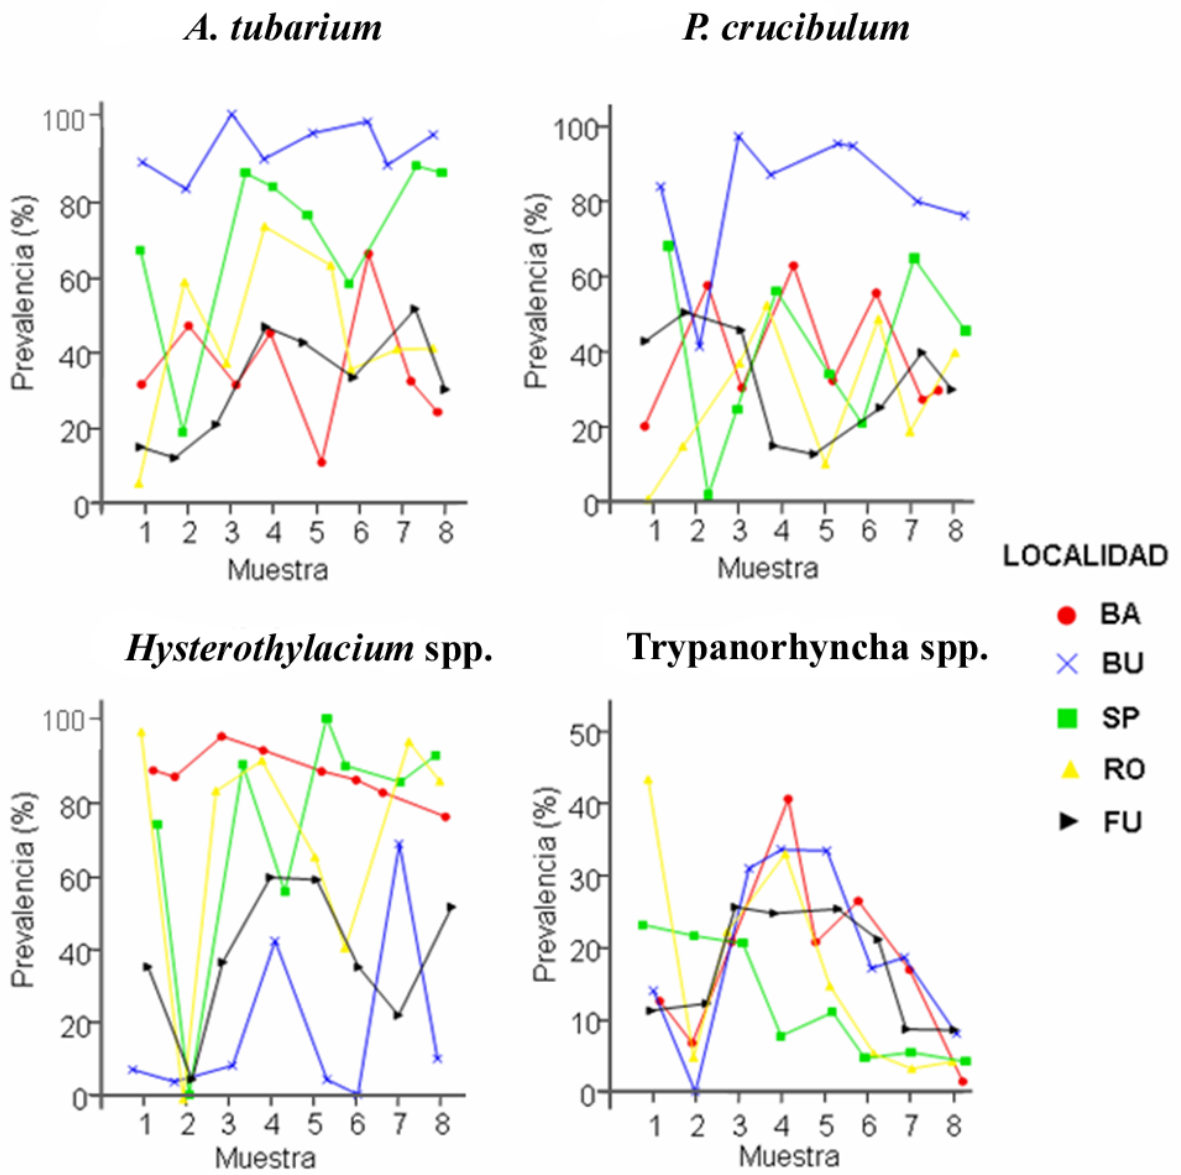 A. tubarium
P. crucibulum
Prevalencia (%)
100
80
60
40
20
0
1 2 3 4 5 6 7 8
Muestra
Prevalencia (%)
100
80
60
40
20
0
1 2 3 4 5 6 7 8
Muestra
LOCALIDAD
BA
BU
SP
RO
FU
Hysterothylacium spp.
Trypanorhyncha spp.
Prevalencia (%)
100
80
60
40
20
0
1 2 3 4 5 6 7 8
Muestra
Prevalencia (%)
50
40
30
20
10
0
1 2 3 4 5 6 7 8
Muestra